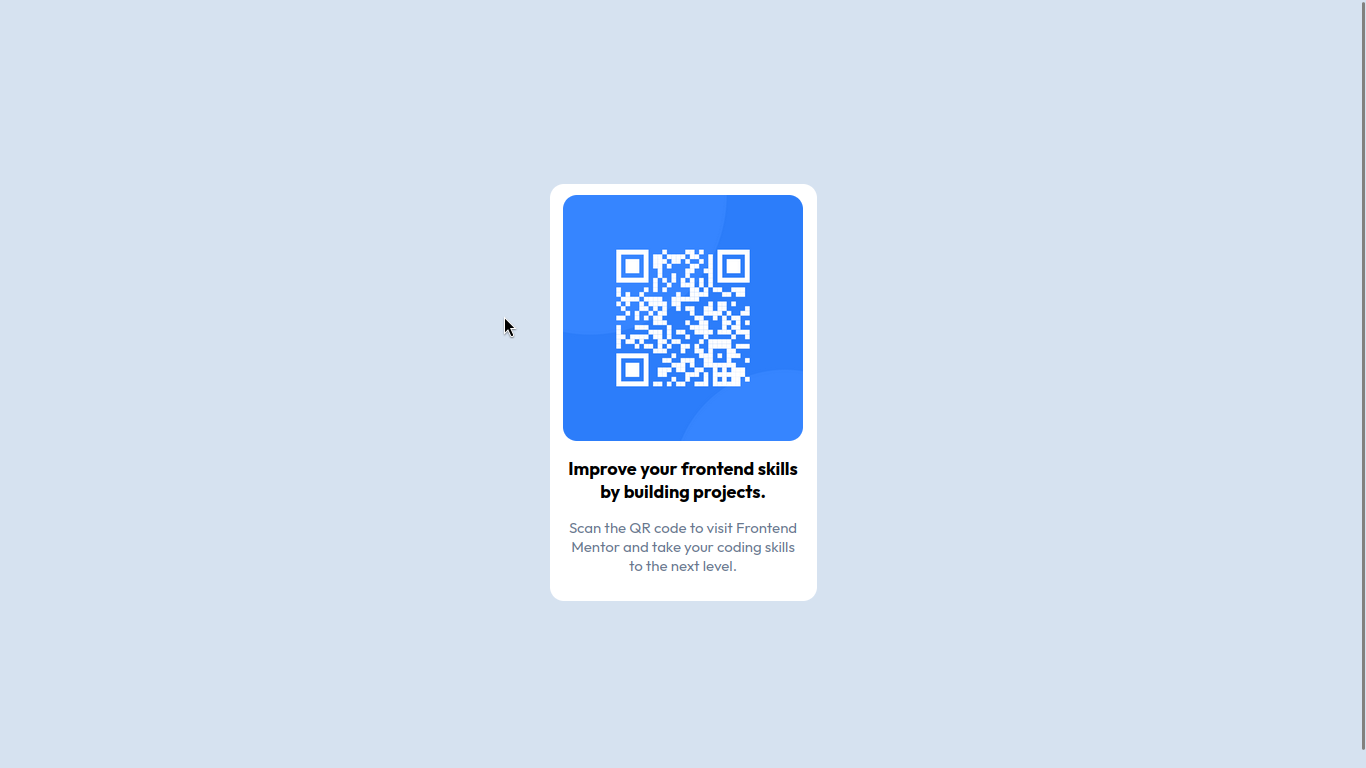 Improve your frontend skills
by building projects.
Scan the QR code to visit Frontend
Mentor and take your coding skills
to the next level.